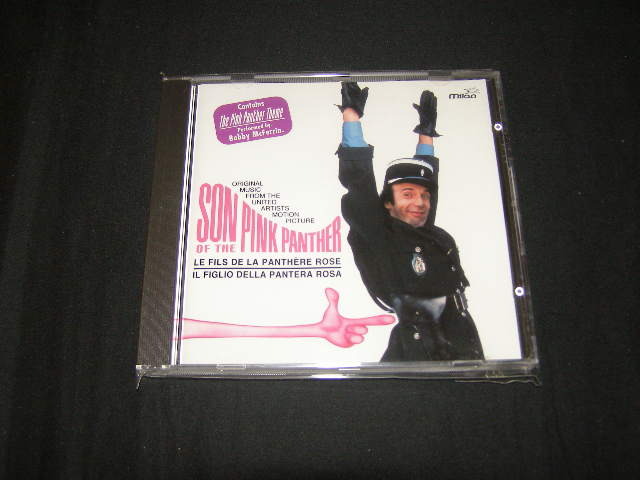 Contains
The Pink Panther Theme
Performed by
Bobby McFerrin.
milan
ORIGINAL
MUSIC
FROM THE
UNITED
ARTISTS
MOTION
PICTURE
SON
OF THE
PINK PANTHER
LE FILS DE LA PANTHÈRE ROSE
IL FIGLIO DELLA PANTERA ROSA